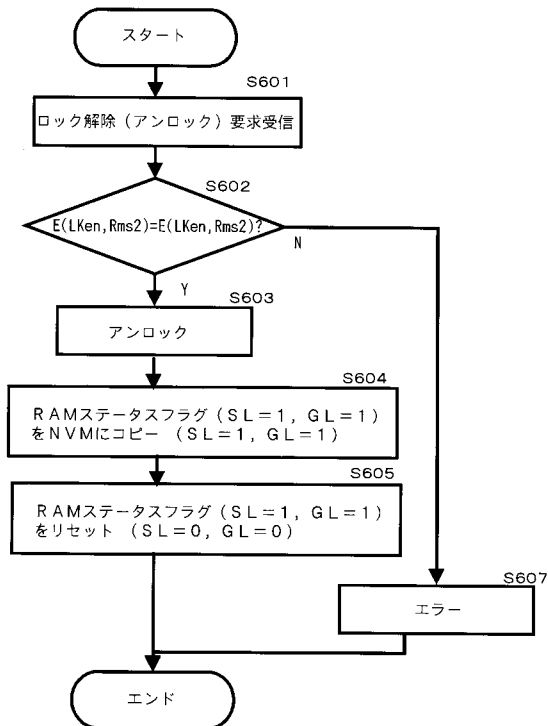 スタート
S601
ロック解除（アンロック）要求受信
S602
E(LKen,Rms2)=E(LKen,Rms2)?
N
Y
S603
アンロック
S604
RAMステータスフラグ（SL=1, GL=1）
をNVMにコピー （SL=1, GL=1）
S605
RAMステータスフラグ（SL=1, GL=1）
をリセット （SL=0, GL=0）
S607
エラー
エンド